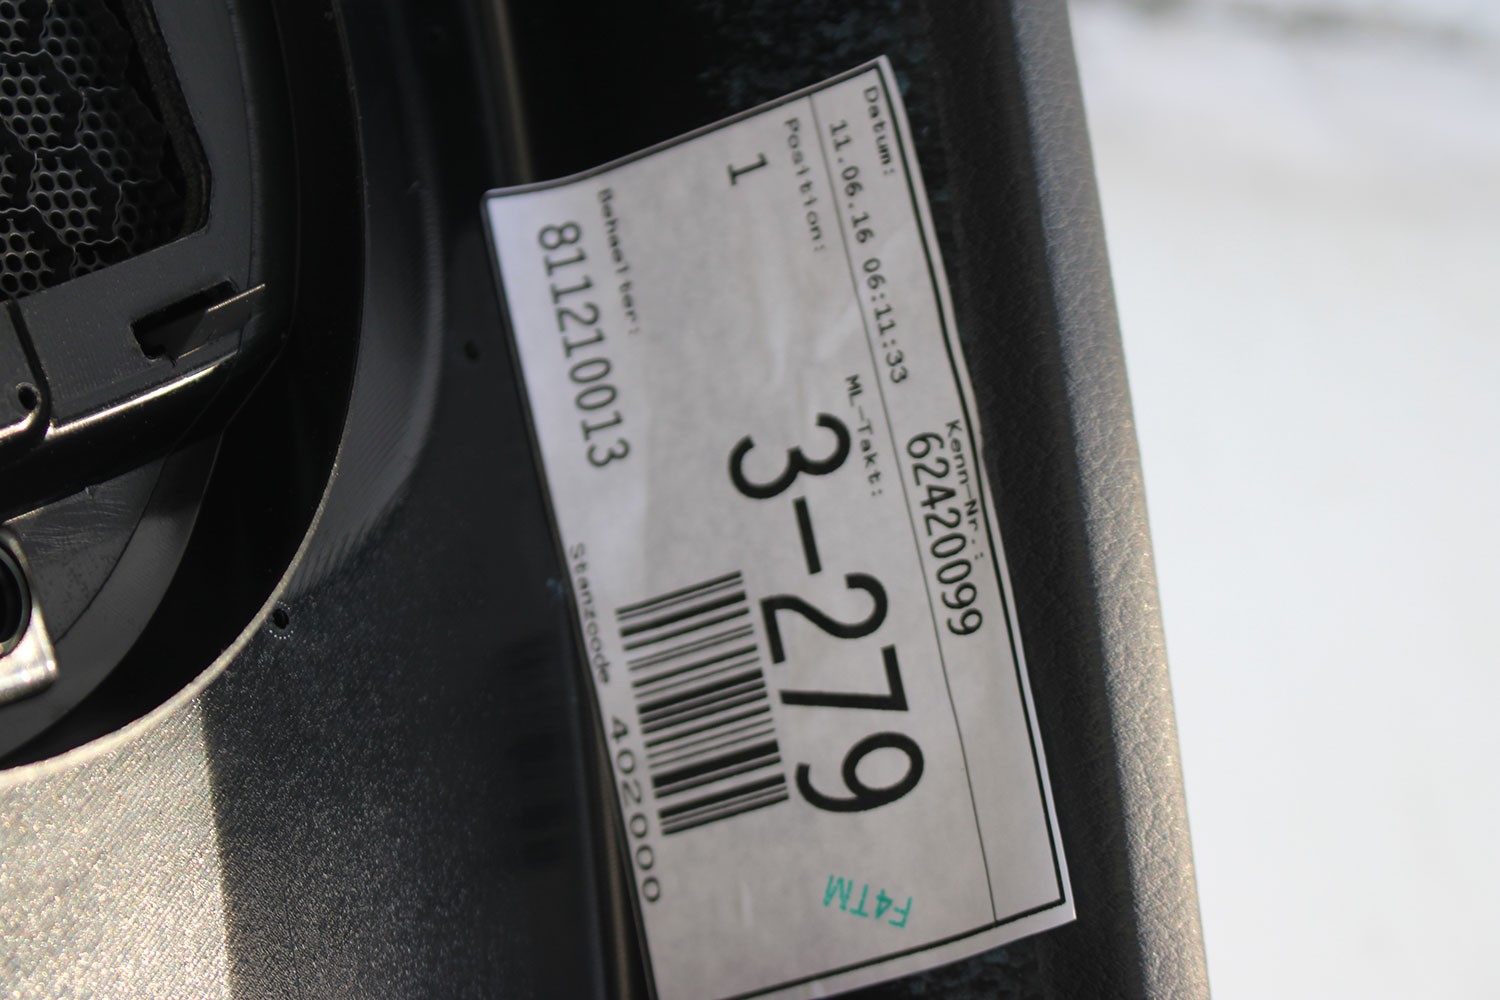 Datum:
11.06.16 06:11:33
Kenn-Nr.:
62420099
Position:
1
ML-Takt:
3-279
Behaelter:
811210013
Stanzcode 402000
F4TM